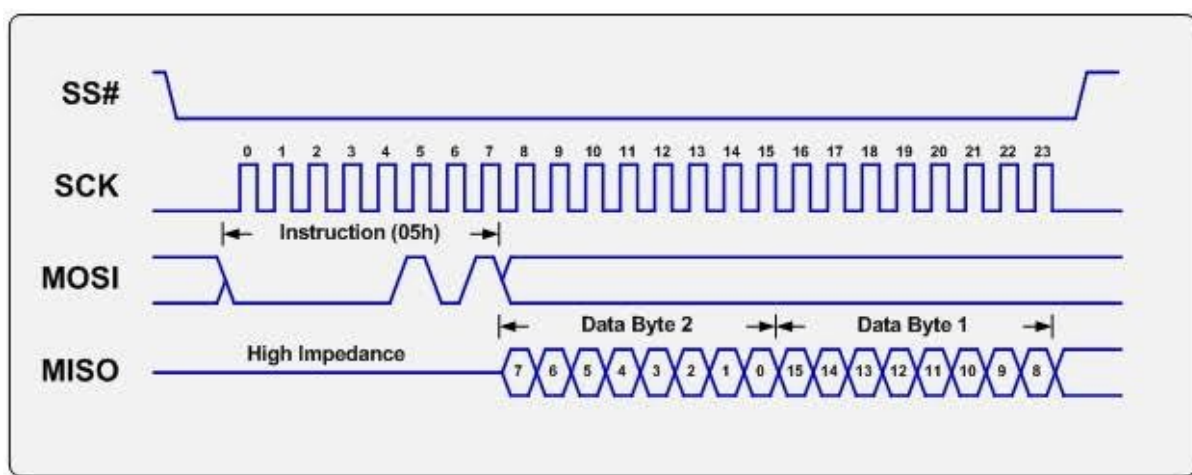 SS#
0 1 2 3 4 5 6 7 8 9 10 11 12 13 14 15 16 17 18 19 20 21 22 23
SCK
Instruction (05h)
MOSI
Data Byte 2 Data Byte 1
High Impedance
MISO
7 6 5 4 3 2 1 0 15 14 13 12 11 10 9 8